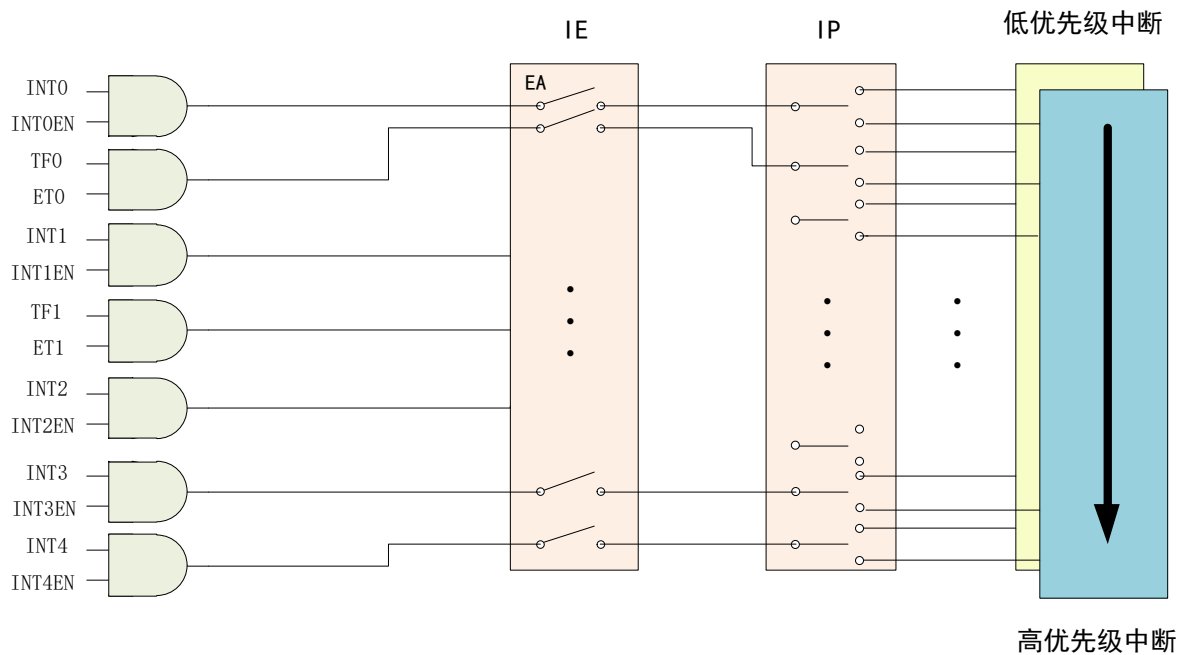 IE
IP
低优先级中断
EA
INT0
INT0EN
TF0
ET0
INT1
INT1EN
TF1
ET1
INT2
INT2EN
INT3
INT3EN
INT4
INT4EN
高优先级中断